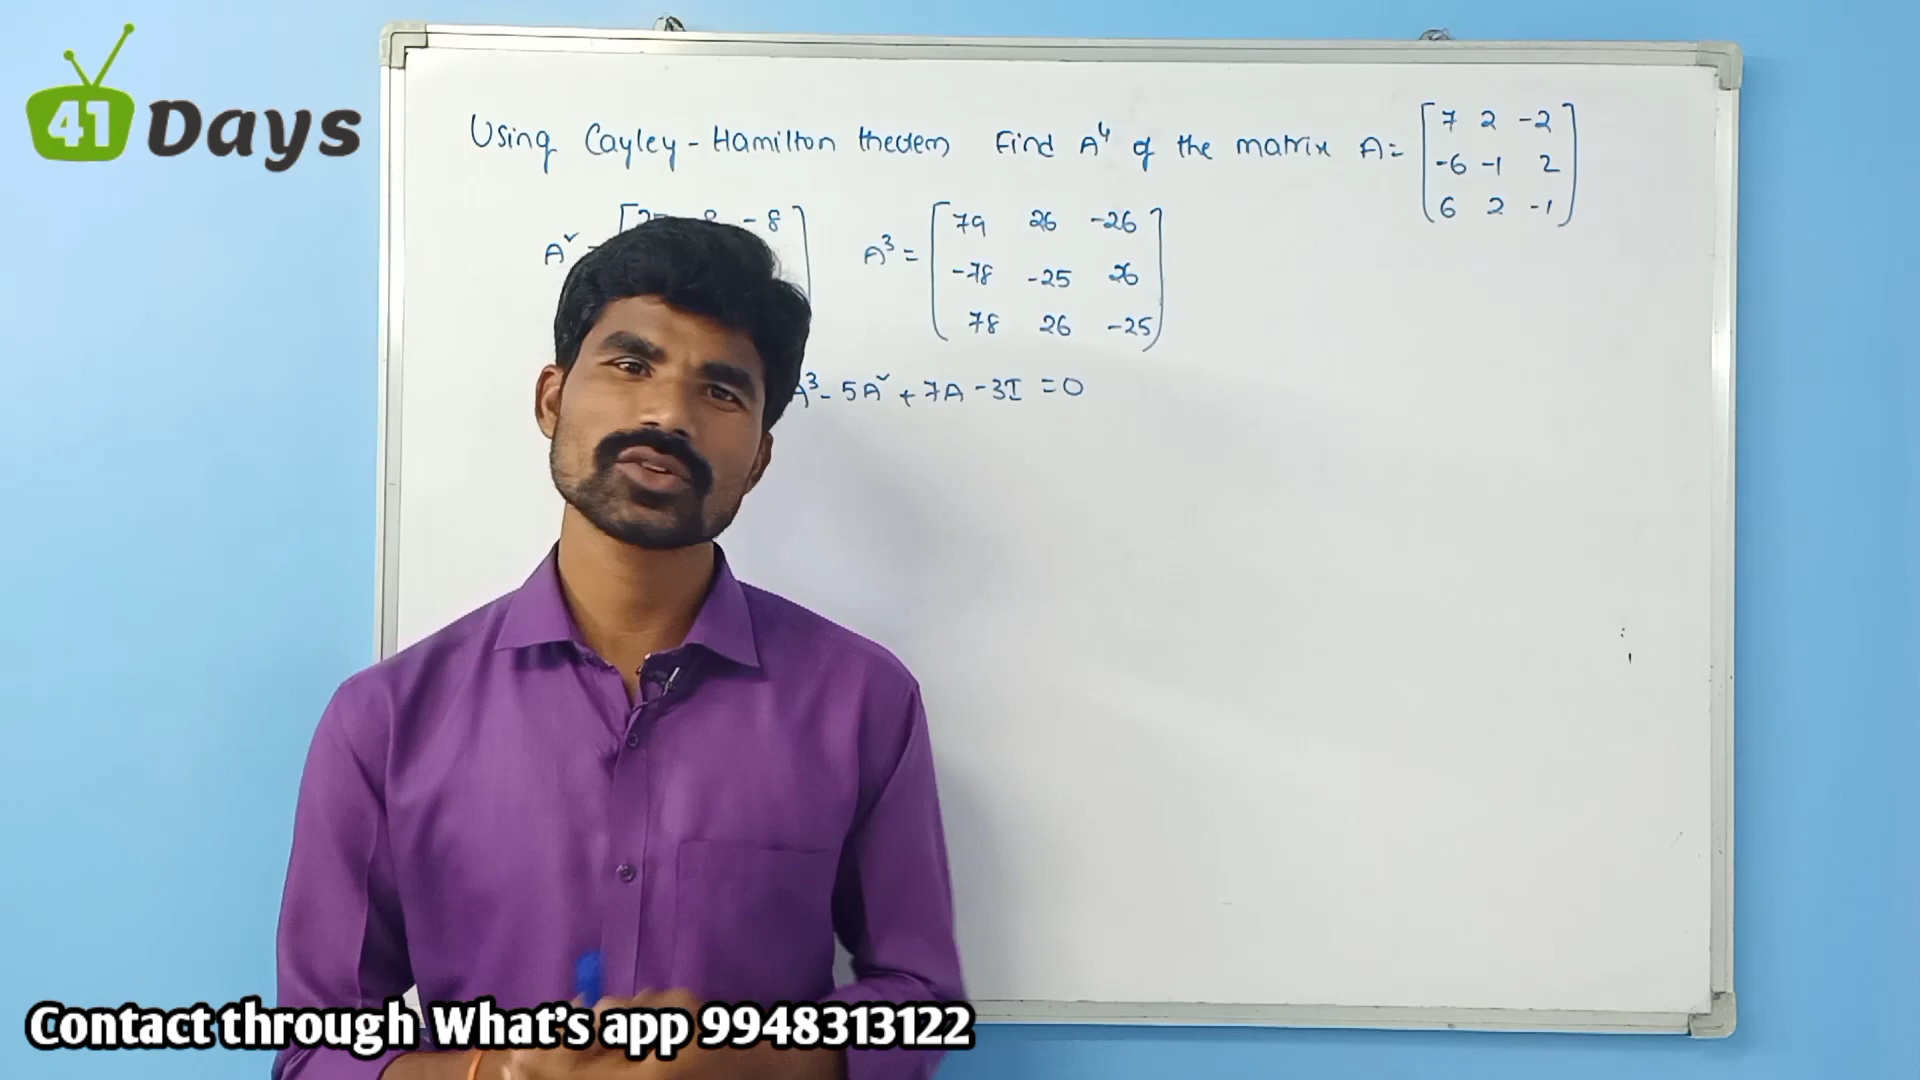 41 Days
Using Cayley-Hamilton theorem Find A⁴ of the matrix A= [7 2 -2
-6 -1 2
6 2 -1]
A² = -8
A³ = [79 26 -26
-78 -25 26
78 26 -25]
A³ - 5A² + 7A - 3I = 0
Contact through What's app 9948313122